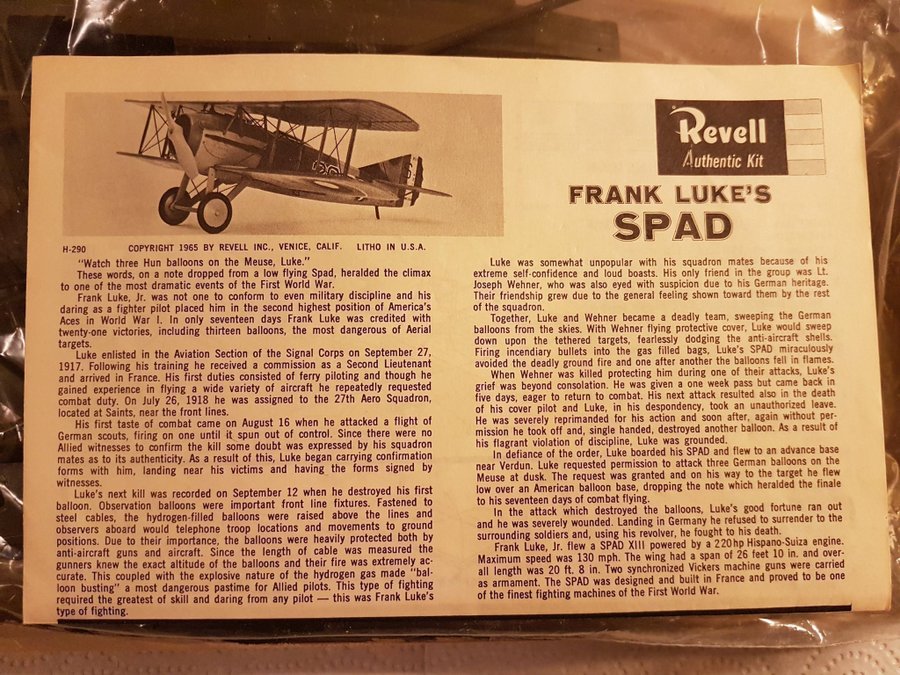 Revell
Authentic Kit
FRANK LUKE'S
SPAD
H-290 COPYRIGHT 1965 BY REVELL INC., VENICE, CALIF. LITHO IN U.S.A.
"Watch three Hun balloons on the Meuse, Luke."
These words, on a note dropped from a low flying Spad, heralded the climax
to one of the most dramatic events of the First World War.
Frank Luke, Jr. was not one to conform to even military discipline and his
daring as a fighter pilot placed him in the second highest position of America's
Aces in World War I. In only seventeen days Frank Luke was credited with
twenty-one victories, including thirteen balloons, the most dangerous of Aerial
targets.
Luke enlisted in the Aviation Section of the Signal Corps on September 27,
1917. Following his training he received a commission as a Second Lieutenant
and arrived in France. His first duties consisted of ferry piloting and though he
gained experience in flying a wide variety of aircraft he repeatedly requested
combat duty. On July 26, 1918 he was assigned to the 27th Aero Squadron,
located at Saints, near the front lines.
His first taste of combat came on August 16 when he attacked a flight of
German scouts, firing on one until it spun out of control. Since there were no
Allied witnesses to confirm the kill some doubt was expressed by his squadron
mates as to its authenticity. As a result of this, Luke began carrying confirmation
forms with him, landing near his victims and having the forms signed by
witnesses.
Luke's next kill was recorded on September 12 when he destroyed his first
balloon. Observation balloons were important front line fixtures. Fastened to
steel cables, the hydrogen-filled balloons were raised above the lines and
observers aboard would telephone troop locations and movements to ground
positions. Due to their importance, the balloons were heavily protected both by
anti-aircraft guns and aircraft. Since the length of cable was measured the
gunners knew the exact altitude of the balloons and their fire was extremely ac-
curate. This coupled with the explosive nature of the hydrogen gas made "bal-
loon busting" a most dangerous pastime for Allied pilots. This type of fighting
required the greatest of skill and daring from any pilot — this was Frank Luke's
type of fighting.
Luke was somewhat unpopular with his squadron mates because of his
extreme self-confidence and loud boasts. His only friend in the group was Lt.
Joseph Wehner, who was also eyed with suspicion due to his German heritage.
Their friendship grew due to the general feeling shown toward them by the rest
of the squadron.
Together, Luke and Wehner became a deadly team, sweeping the German
balloons from the skies. With Wehner flying protective cover, Luke would sweep
down upon the tethered targets, fearlessly dodging the anti-aircraft shells.
Firing incendiary bullets into the gas filled bags, Luke's SPAD miraculously
avoided the deadly ground fire and one after another the balloons fell in flames.
When Wehner was killed protecting him during one of their attacks, Luke's
grief was beyond consolation. He was given a one week pass but came back in
five days, eager to return to combat. His next attack resulted also in the death
of his cover pilot and Luke, in his despondency, took an unauthorized leave.
He was severely reprimanded for his action and soon after, again without per-
mission he took off and, single handed, destroyed another balloon. As a result of
his flagrant violation of discipline, Luke was grounded.
In defiance of the order, Luke boarded his SPAD and flew to an advance base
near Verdun. Luke requested permission to attack three German balloons on the
Meuse at dusk. The request was granted and on his way to the target he flew
low over an American balloon base, dropping the note which heralded the finale
to his seventeen days of combat flying.
In the attack which destroyed the balloons, Luke's good fortune ran out
and he was severely wounded. Landing in Germany he refused to surrender to the
surrounding soldiers and, using his revolver, he fought to his death.
Frank Luke, Jr. flew a SPAD XIII powered by a 220hp Hispano-Suiza engine.
Maximum speed was 130 mph. The wing had a span of 26 feet 10 in. and over-
all length was 20 ft. 8 in. Two synchronized Vickers machine guns were carried
as armament. The SPAD was designed and built in France and proved to be one
of the finest fighting machines of the First World War.